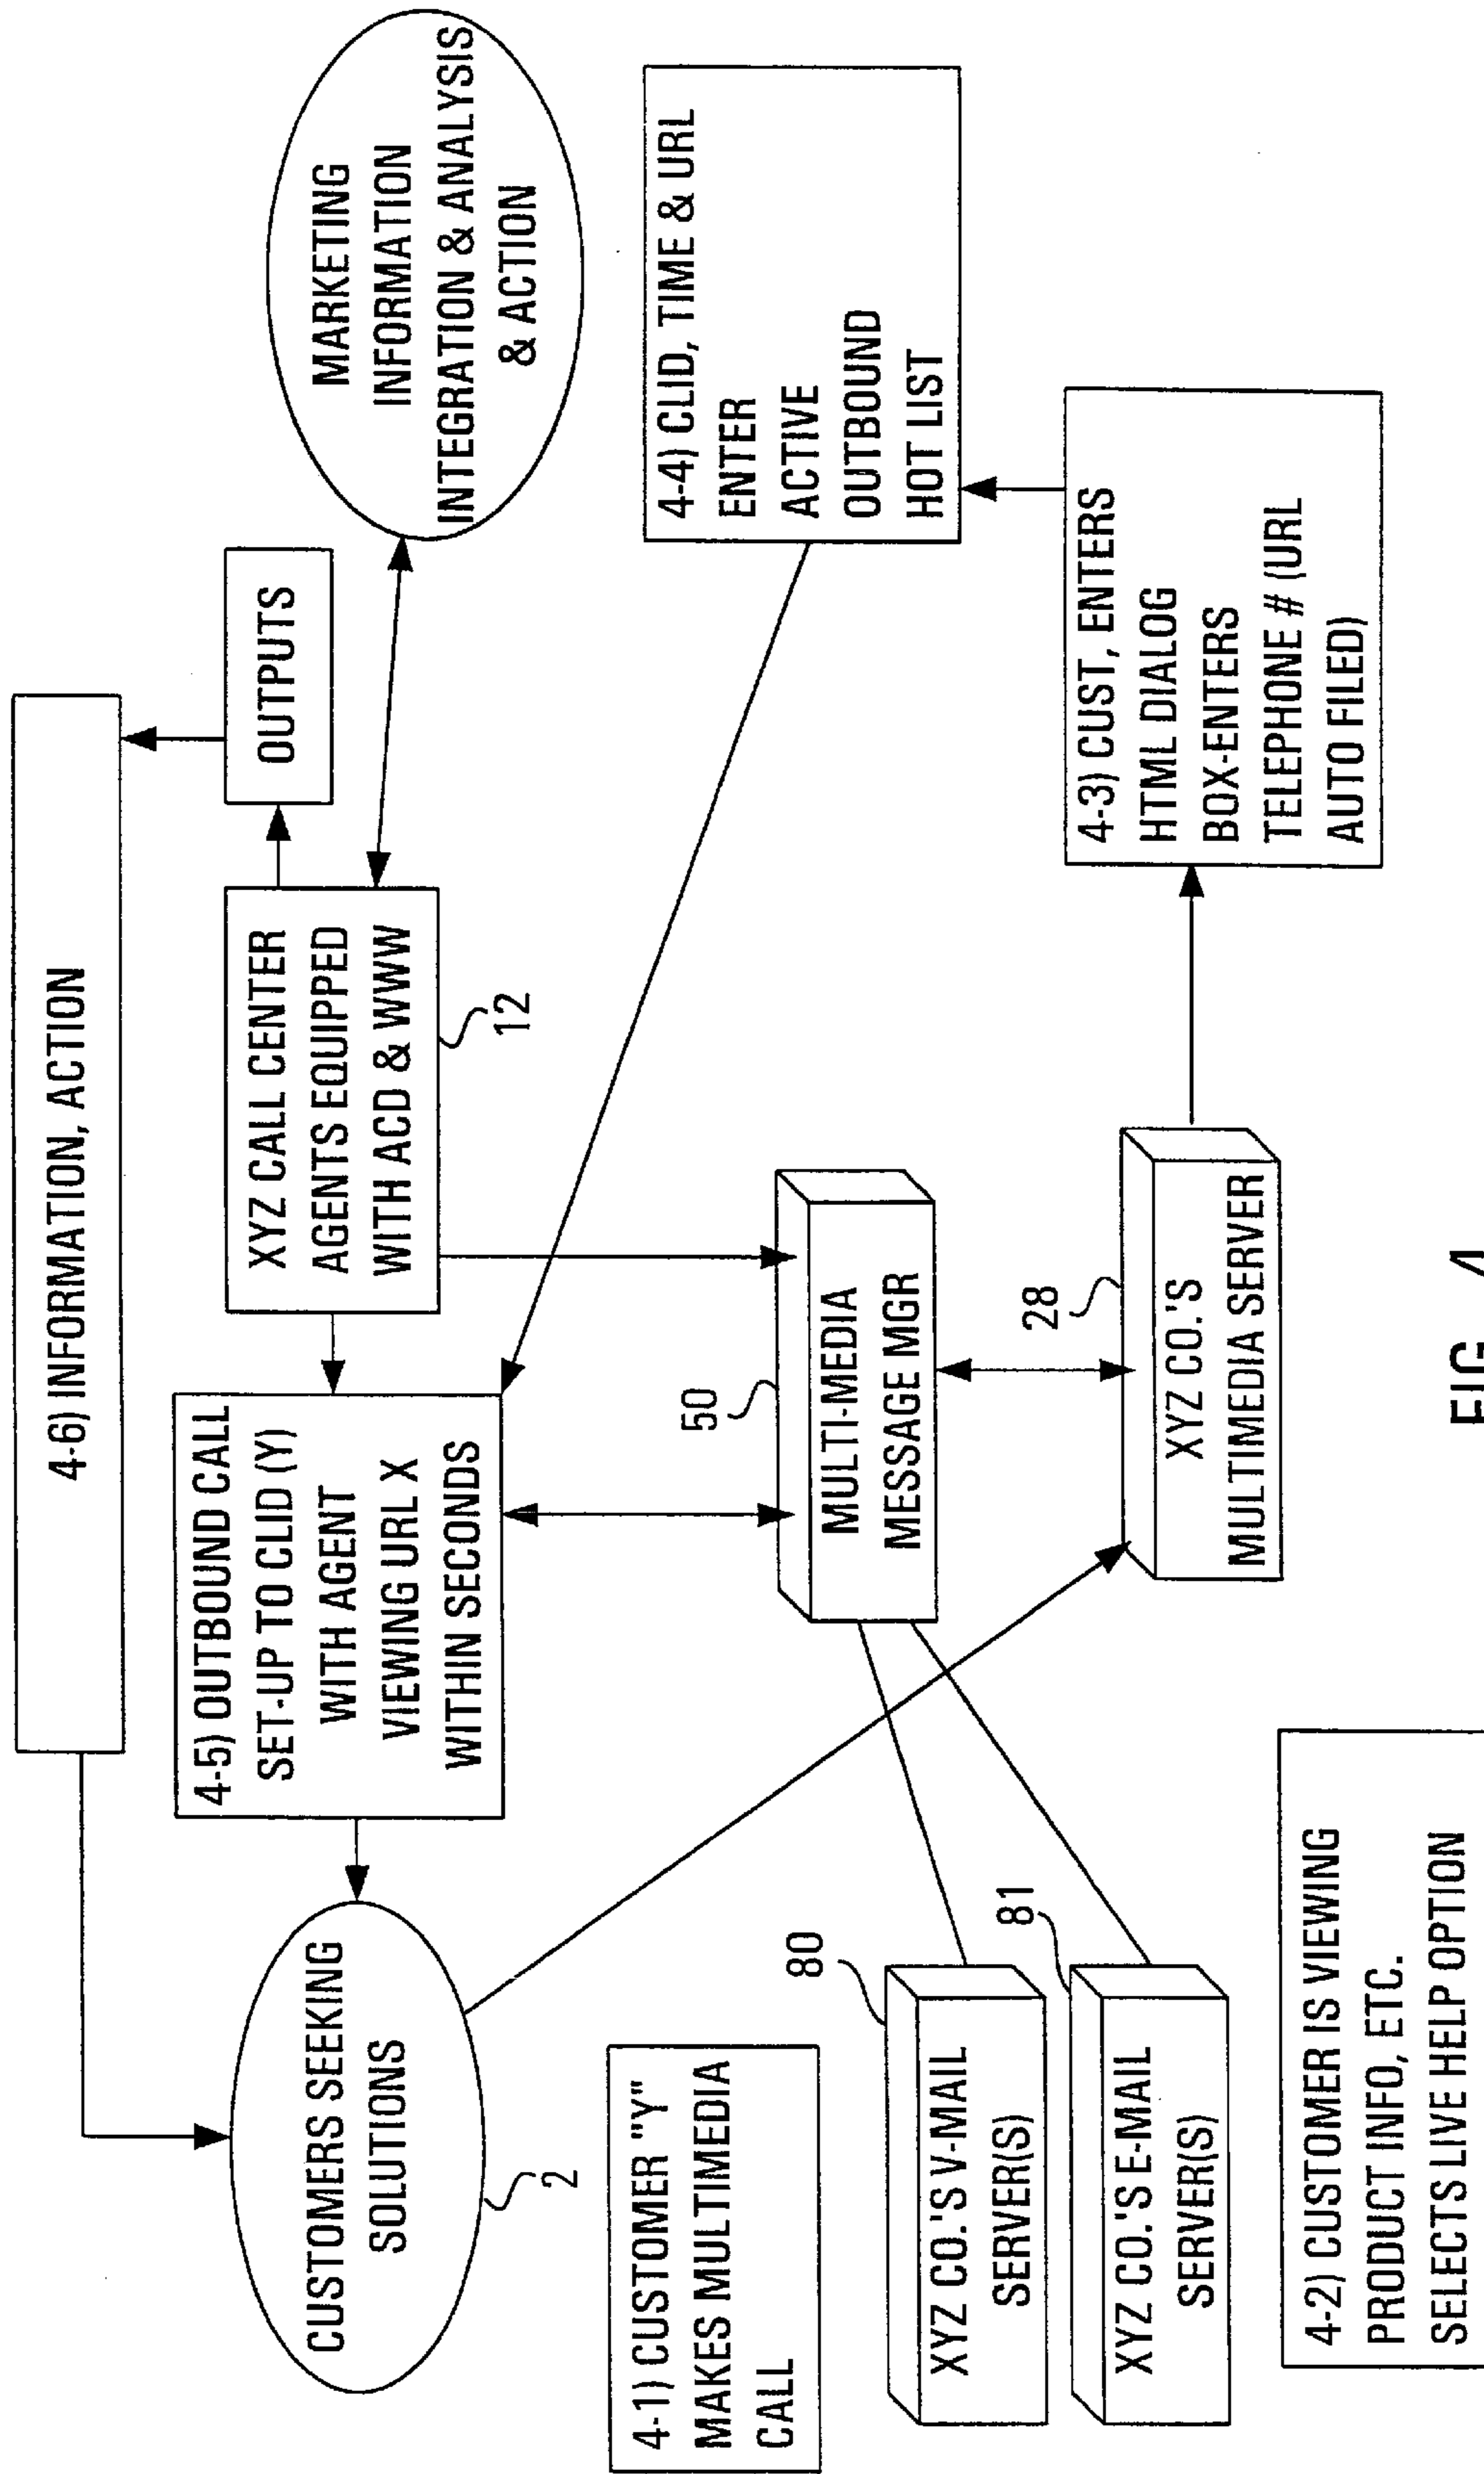 4-6) INFORMATION, ACTION
CUSTOMERS SEEKING
SOLUTIONS
2
4-5) OUTBOUND CALL
SET-UP TO CLID (Y)
WITH AGENT
VIEWING URL X
WITHIN SECONDS
XYZ CALL CENTER
AGENTS EQUIPPED
WITH ACD & WWW
12
OUTPUTS
MARKETING
INFORMATION
INTEGRATION & ANALYSIS
& ACTION
4-1) CUSTOMER "Y"
MAKES MULTIMEDIA
CALL
50
MULTI-MEDIA
MESSAGE MGR
4-4) CLID, TIME & URL
ENTER
ACTIVE
OUTBOUND
HOT LIST
80
XYZ CO.'S V-MAIL
SERVER(S)
81
XYZ CO.'S E-MAIL
SERVER(S)
28
XYZ CO.'S
MULTIMEDIA SERVER
4-3) CUST, ENTERS
HTML DIALOG
BOX-ENTERS
TELEPHONE # (URL
AUTO FILED)
4-2) CUSTOMER IS VIEWING
PRODUCT INFO, ETC.
SELECTS LIVE HELP OPTION
FIG. 4